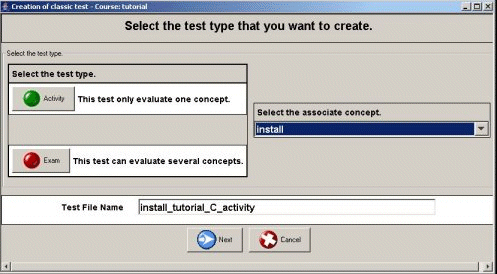 Creation of classic test - Course: tutorial
Select the test type that you want to create.
Select the test type.
Select the test type.
Activity This test only evaluate one concept.
Select the associate concept.
install
Exam This test can evaluate several concepts.
Test File Name install_tutorial_C_activity
Next Cancel